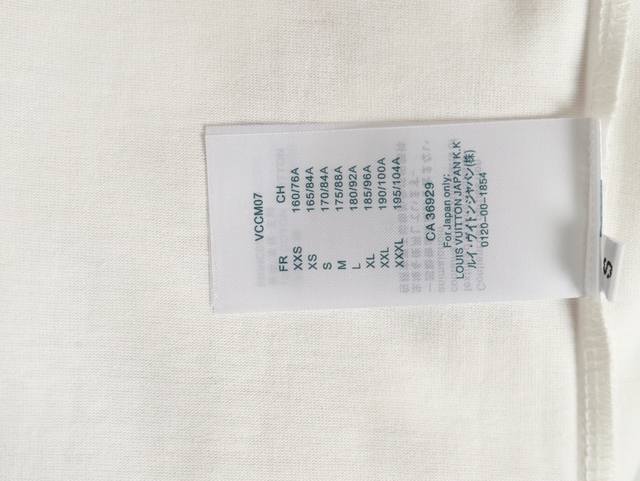 VCCM07
FR CH
XXS 160/76A
XS 165/84A
S 170/84A
M 175/88A
L 180/92A
XL 185/96A
XXL 190/100A
XXXL 195/104A
CA 36929
For Japan only:
LOUIS VUITTON JAPAN K.K
ルイ・ヴイトンジャパン(株)
0120-00-1854
S